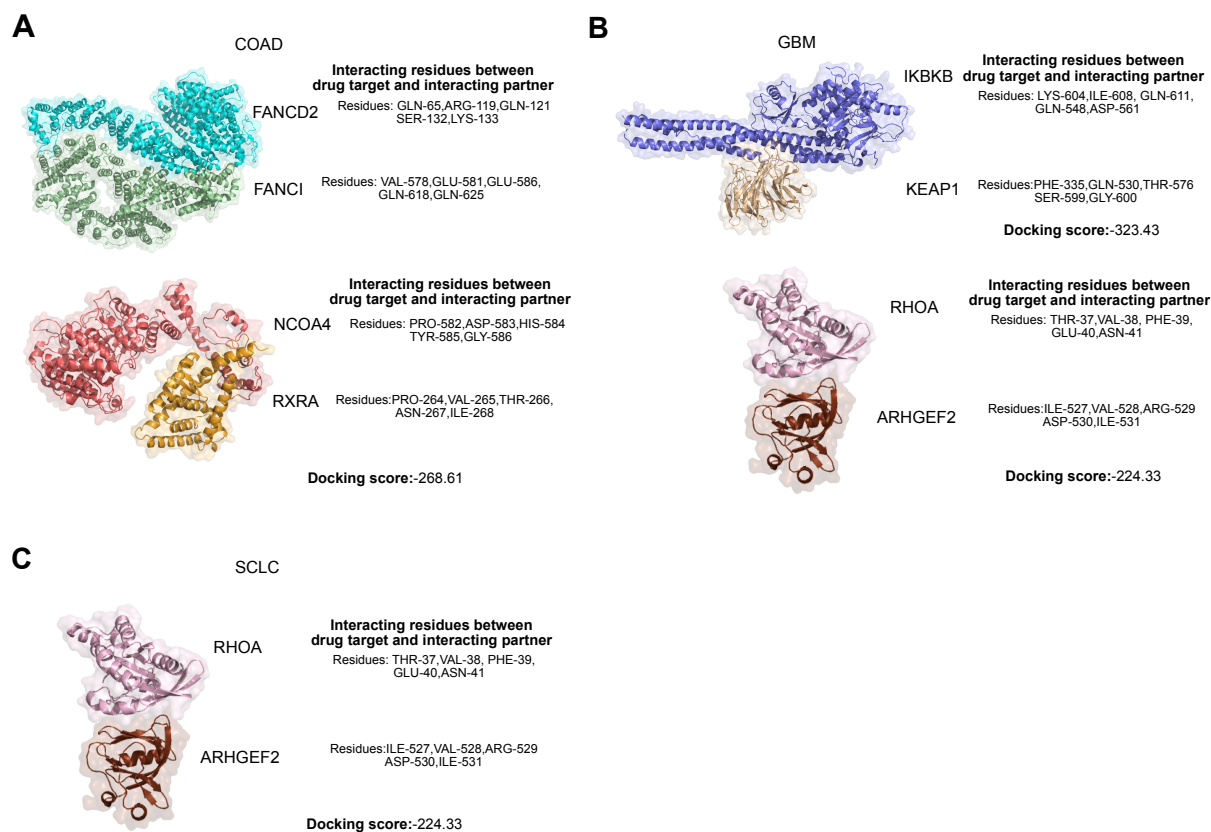 A
COAD
Interacting residues between
drug target and interacting partner
FANCD2
Residues: GLN-65,ARG-119,GLN-121
SER-132,LYS-133
FANCI
Residues: VAL-578,GLU-581,GLU-586,
GLN-618,GLN-625
Interacting residues between
drug target and interacting partner
NCOA4
Residues: PRO-582,ASP-583,HIS-584
TYR-585,GLY-586
RXRA
Residues:PRO-264,VAL-265,THR-266,
ASN-267,ILE-268
Docking score:-268.61
B
GBM
Interacting residues between
drug target and interacting partner
IKBKB
Residues: LYS-604,ILE-608, GLN-611,
GLN-548,ASP-561
KEAP1
Residues:PHE-335,GLN-530,THR-576
SER-599,GLY-600
Docking score:-323.43
Interacting residues between
drug target and interacting partner
RHOA
Residues: THR-37,VAL-38, PHE-39,
GLU-40,ASN-41
ARHGEF2
Residues:ILE-527,VAL-528,ARG-529
ASP-530,ILE-531
Docking score:-224.33
C
SCLC
Interacting residues between
drug target and interacting partner
RHOA
Residues: THR-37,VAL-38, PHE-39,
GLU-40,ASN-41
ARHGEF2
Residues:ILE-527,VAL-528,ARG-529
ASP-530,ILE-531
Docking score:-224.33